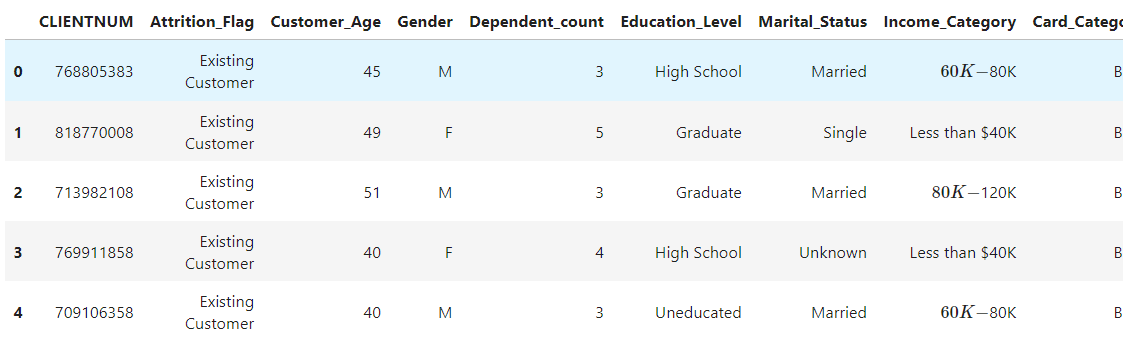 CLIENTNUM Attrition_Flag Customer_Age Gender Dependent_count Education_Level Marital_Status Income_Category Card_Catego
0 768805383 Existing Customer 45 M 3 High School Married 60K−80K B
1 818770008 Existing Customer 49 F 5 Graduate Single Less than $40K B
2 713982108 Existing Customer 51 M 3 Graduate Married 80K−120K B
3 769911858 Existing Customer 40 F 4 High School Unknown Less than $40K B
4 709106358 Existing Customer 40 M 3 Uneducated Married 60K−80K B